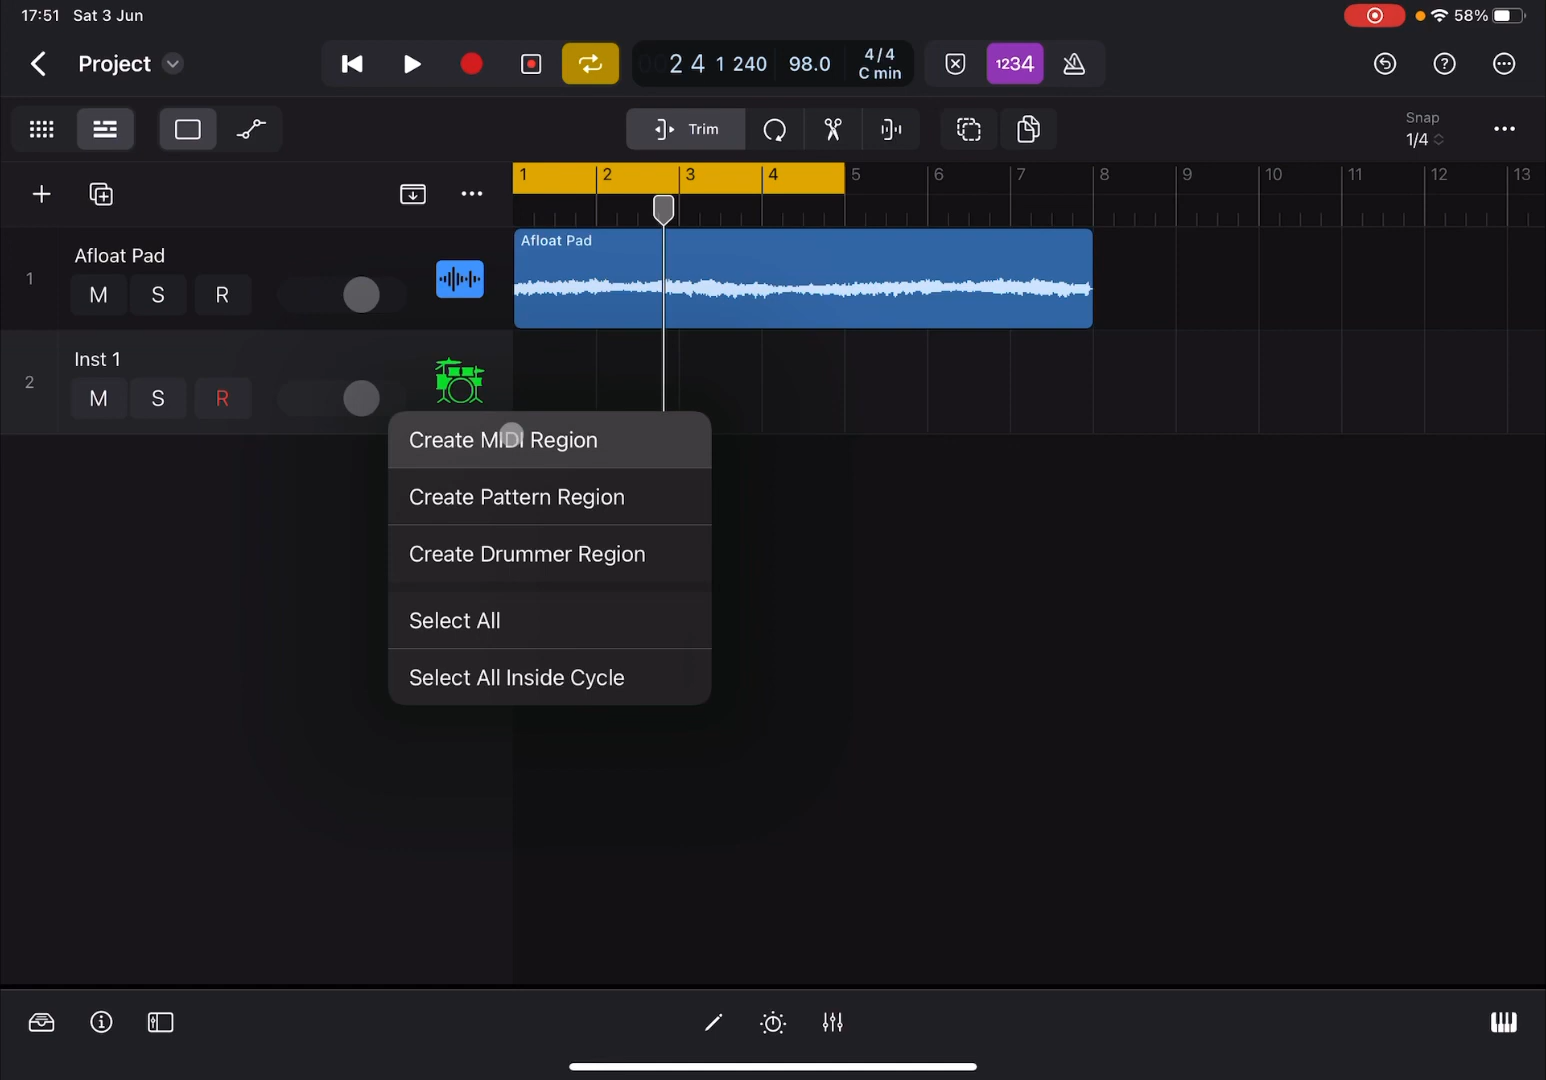 17:51 Sat 3 Jun
58%
Project
00 2 4 1 240 98.0 4/4 C min
1234
Trim
Snap
1/4
1 2 3 4 5 6 7 8 9 10 11 12 13
1
Afloat Pad
M S R
Afloat Pad
2
Inst 1
M S R
Create MIDI Region
Create Pattern Region
Create Drummer Region
Select All
Select All Inside Cycle